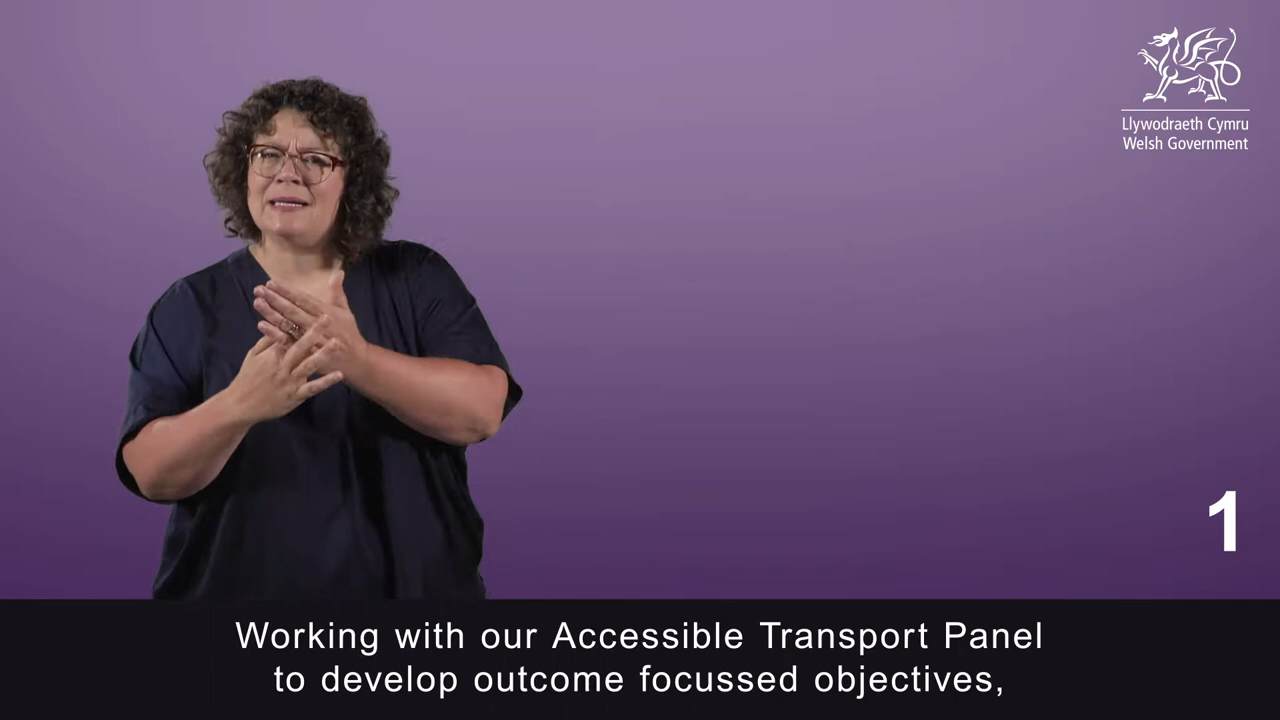 Llywodraeth Cymru
Welsh Government
1
Working with our Accessible Transport Panel
to develop outcome focussed objectives,